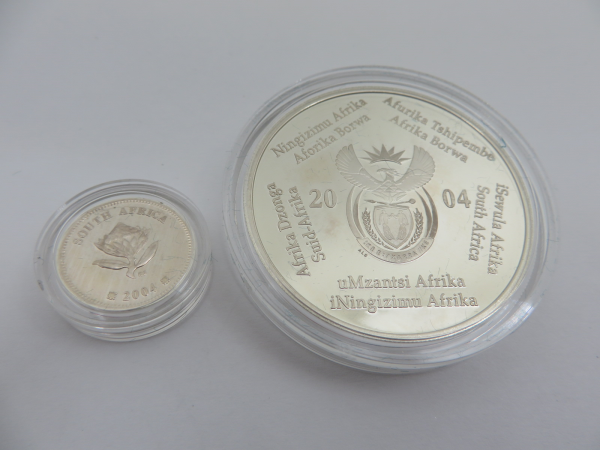 SOUTH AFRICA
2004
Ningizimu Afrika
Aforika Borwa
Afurika Tshipembe
Afrika Borwa
Afrika Dzonga
Suid-Afrika
20 04
iSewula Afrika
South Africa
uMzantsi Afrika
iNingizimu Afrika